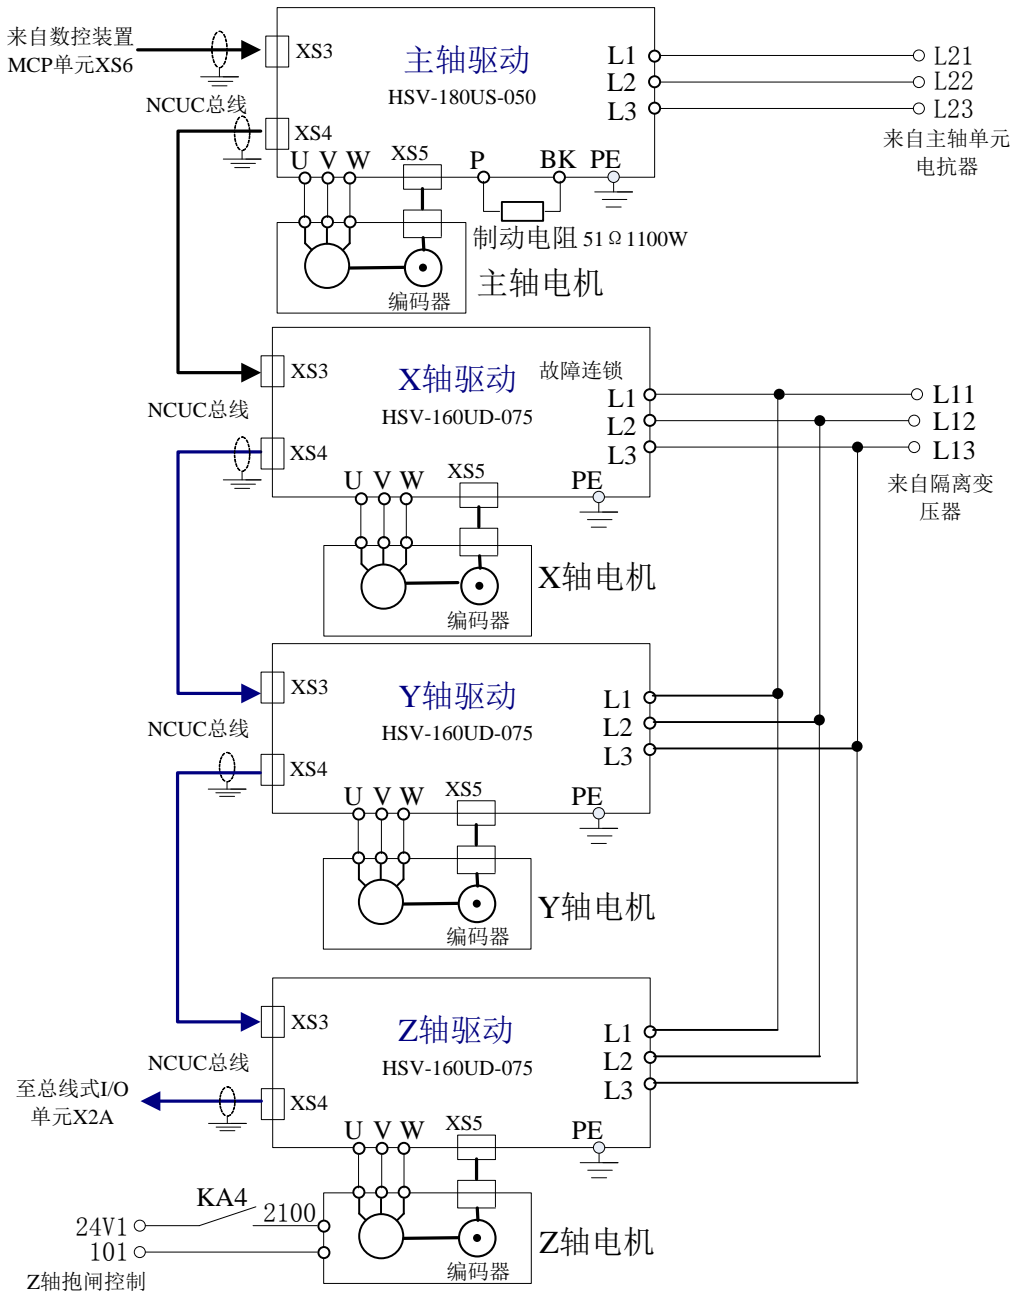 来自数控装置
MCP单元XS6
XS3
主轴驱动
HSV-180US-050
L1
L2
L3
L21
L22
L23
来自主轴单元
电抗器
NCUC总线
XS4
U V W
XS5
P
BK
PE
制动电阻 51Ω1100W
主轴电机
编码器
XS3
X轴驱动
故障连锁
HSV-160UD-075
L1
L2
L3
L11
L12
L13
来自隔离变
压器
NCUC总线
XS4
U V W
XS5
PE
X轴电机
编码器
XS3
Y轴驱动
HSV-160UD-075
L1
L2
L3
NCUC总线
XS4
U V W
XS5
PE
Y轴电机
编码器
XS3
Z轴驱动
HSV-160UD-075
L1
L2
L3
NCUC总线
至总线式I/O
单元X2A
XS4
U V W
XS5
PE
KA4
24V1
2100
101
Z轴抱闸控制
Z轴电机
编码器